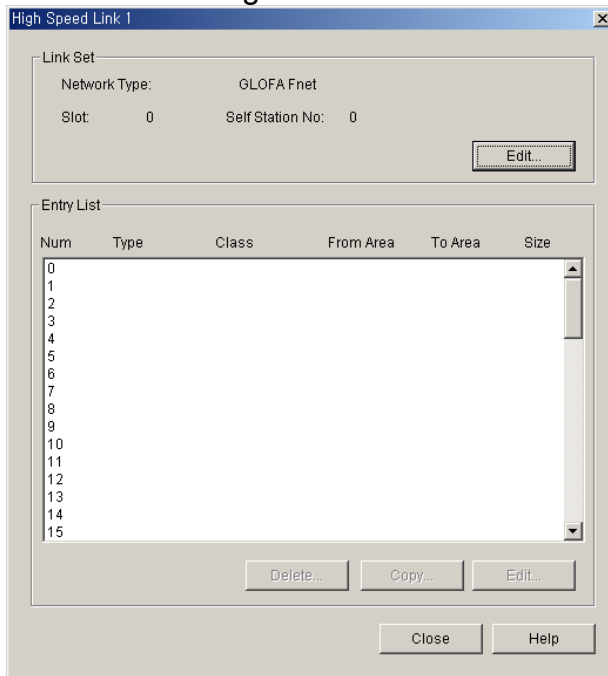 High Speed Link 1
Link Set
Network Type: GLOFA Fnet
Slot: 0 Self Station No: 0
Edit...
Entry List
Num Type Class From Area To Area Size
0
1
2
3
4
5
6
7
8
9
10
11
12
13
14
15
Delete... Copy... Edit...
Close Help